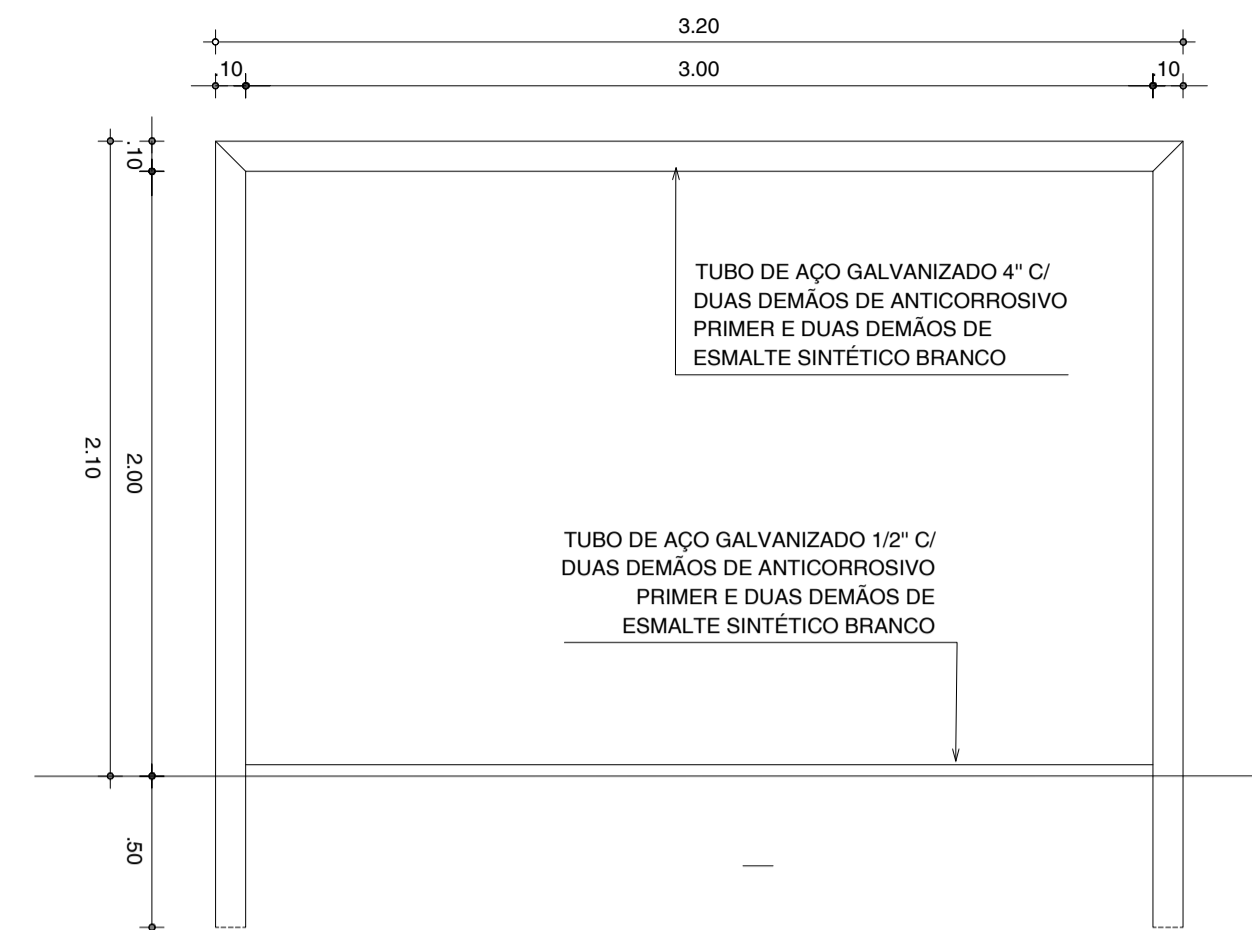 3.20
.10
3.00
.10
.10
2.10
2.00
TUBO DE AÇO GALVANIZADO 4" C/
DUAS DEMÃOS DE ANTICORROSIVO
PRIMER E DUAS DEMÃOS DE
ESMALTE SINTÉTICO BRANCO
TUBO DE AÇO GALVANIZADO 1/2" C/
DUAS DEMÃOS DE ANTICORROSIVO
PRIMER E DUAS DEMÃOS DE
ESMALTE SINTÉTICO BRANCO
.50